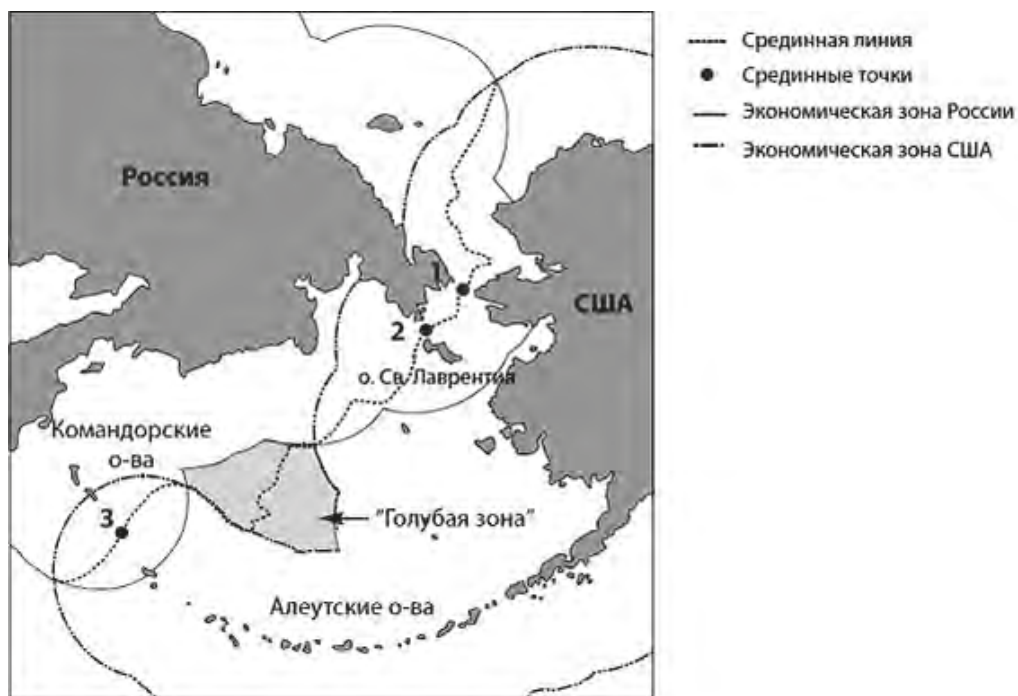 Срединная линия
Срединные точки
Экономическая зона России
Экономическая зона США
Россия
США
1
2
о. Св. Лаврентия
Командорские
о-ва
3
"Голубая зона"
Алеутские о-ва